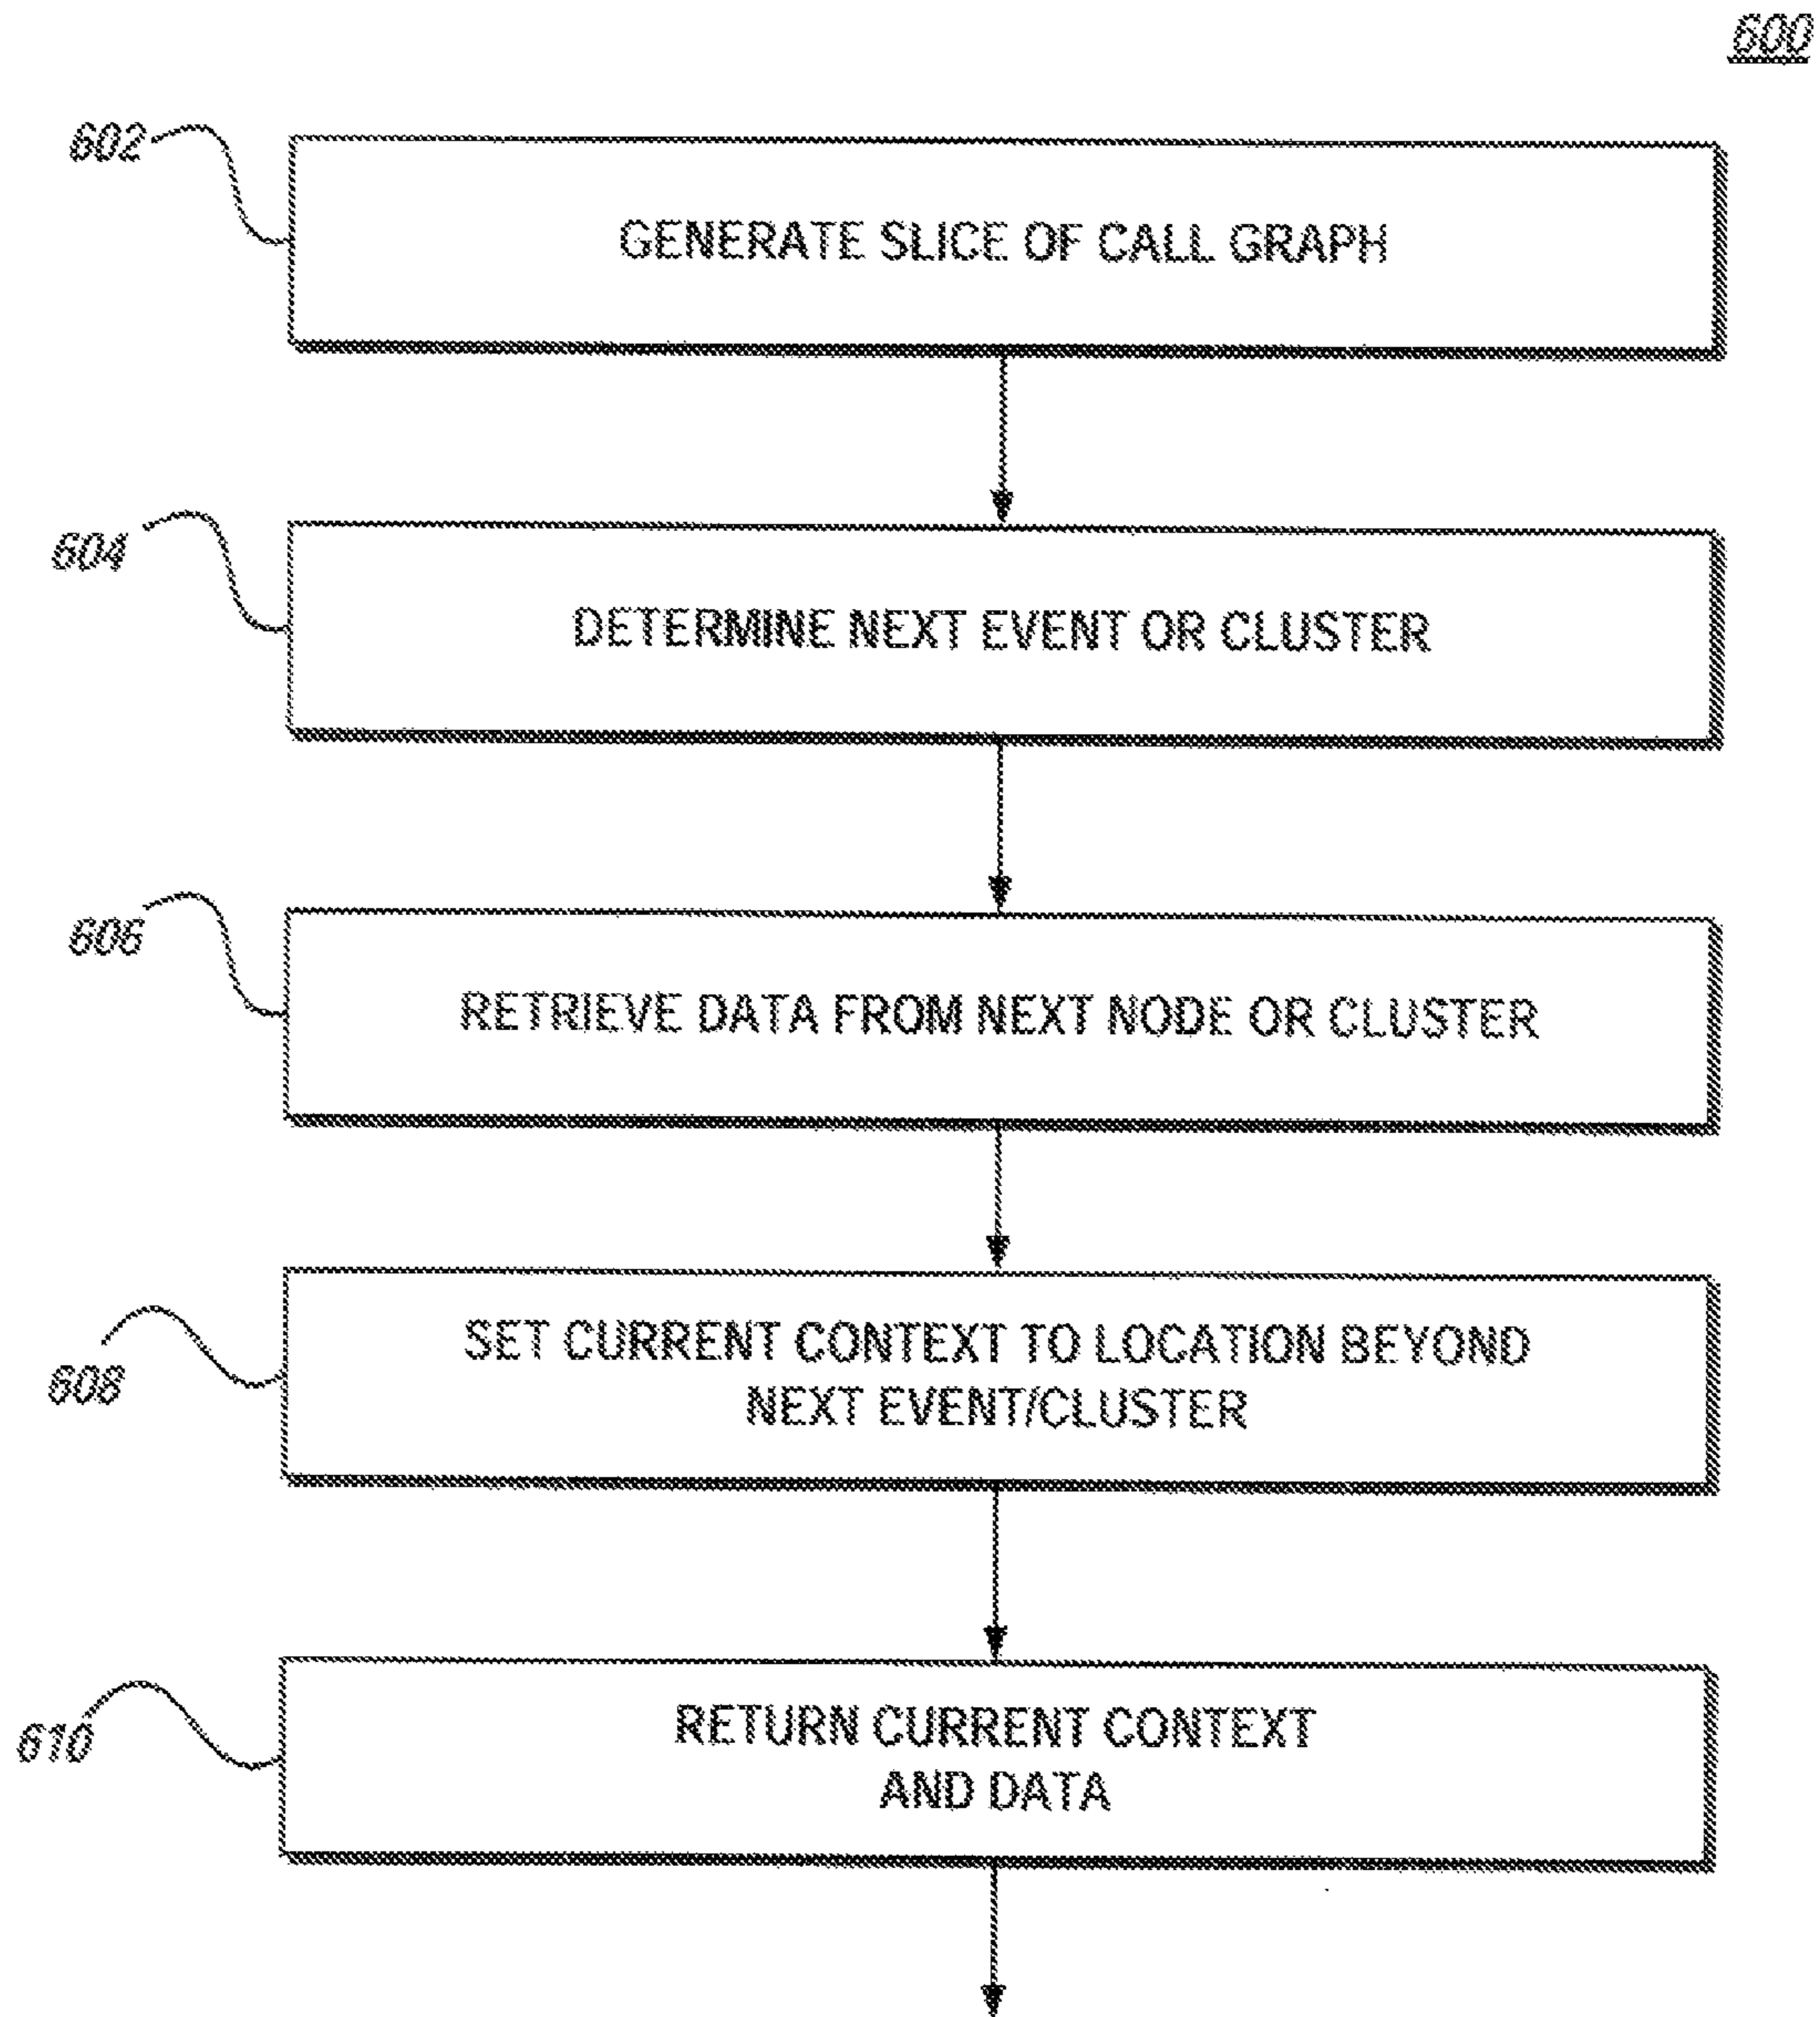 600
602
GENERATE SLICE OF CALL GRAPH
604
DETERMINE NEXT EVENT OR CLUSTER
606
RETRIEVE DATA FROM NEXT NODE OR CLUSTER
608
SET CURRENT CONTEXT TO LOCATION BEYOND
NEXT EVENT/CLUSTER
610
RETURN CURRENT CONTEXT
AND DATA